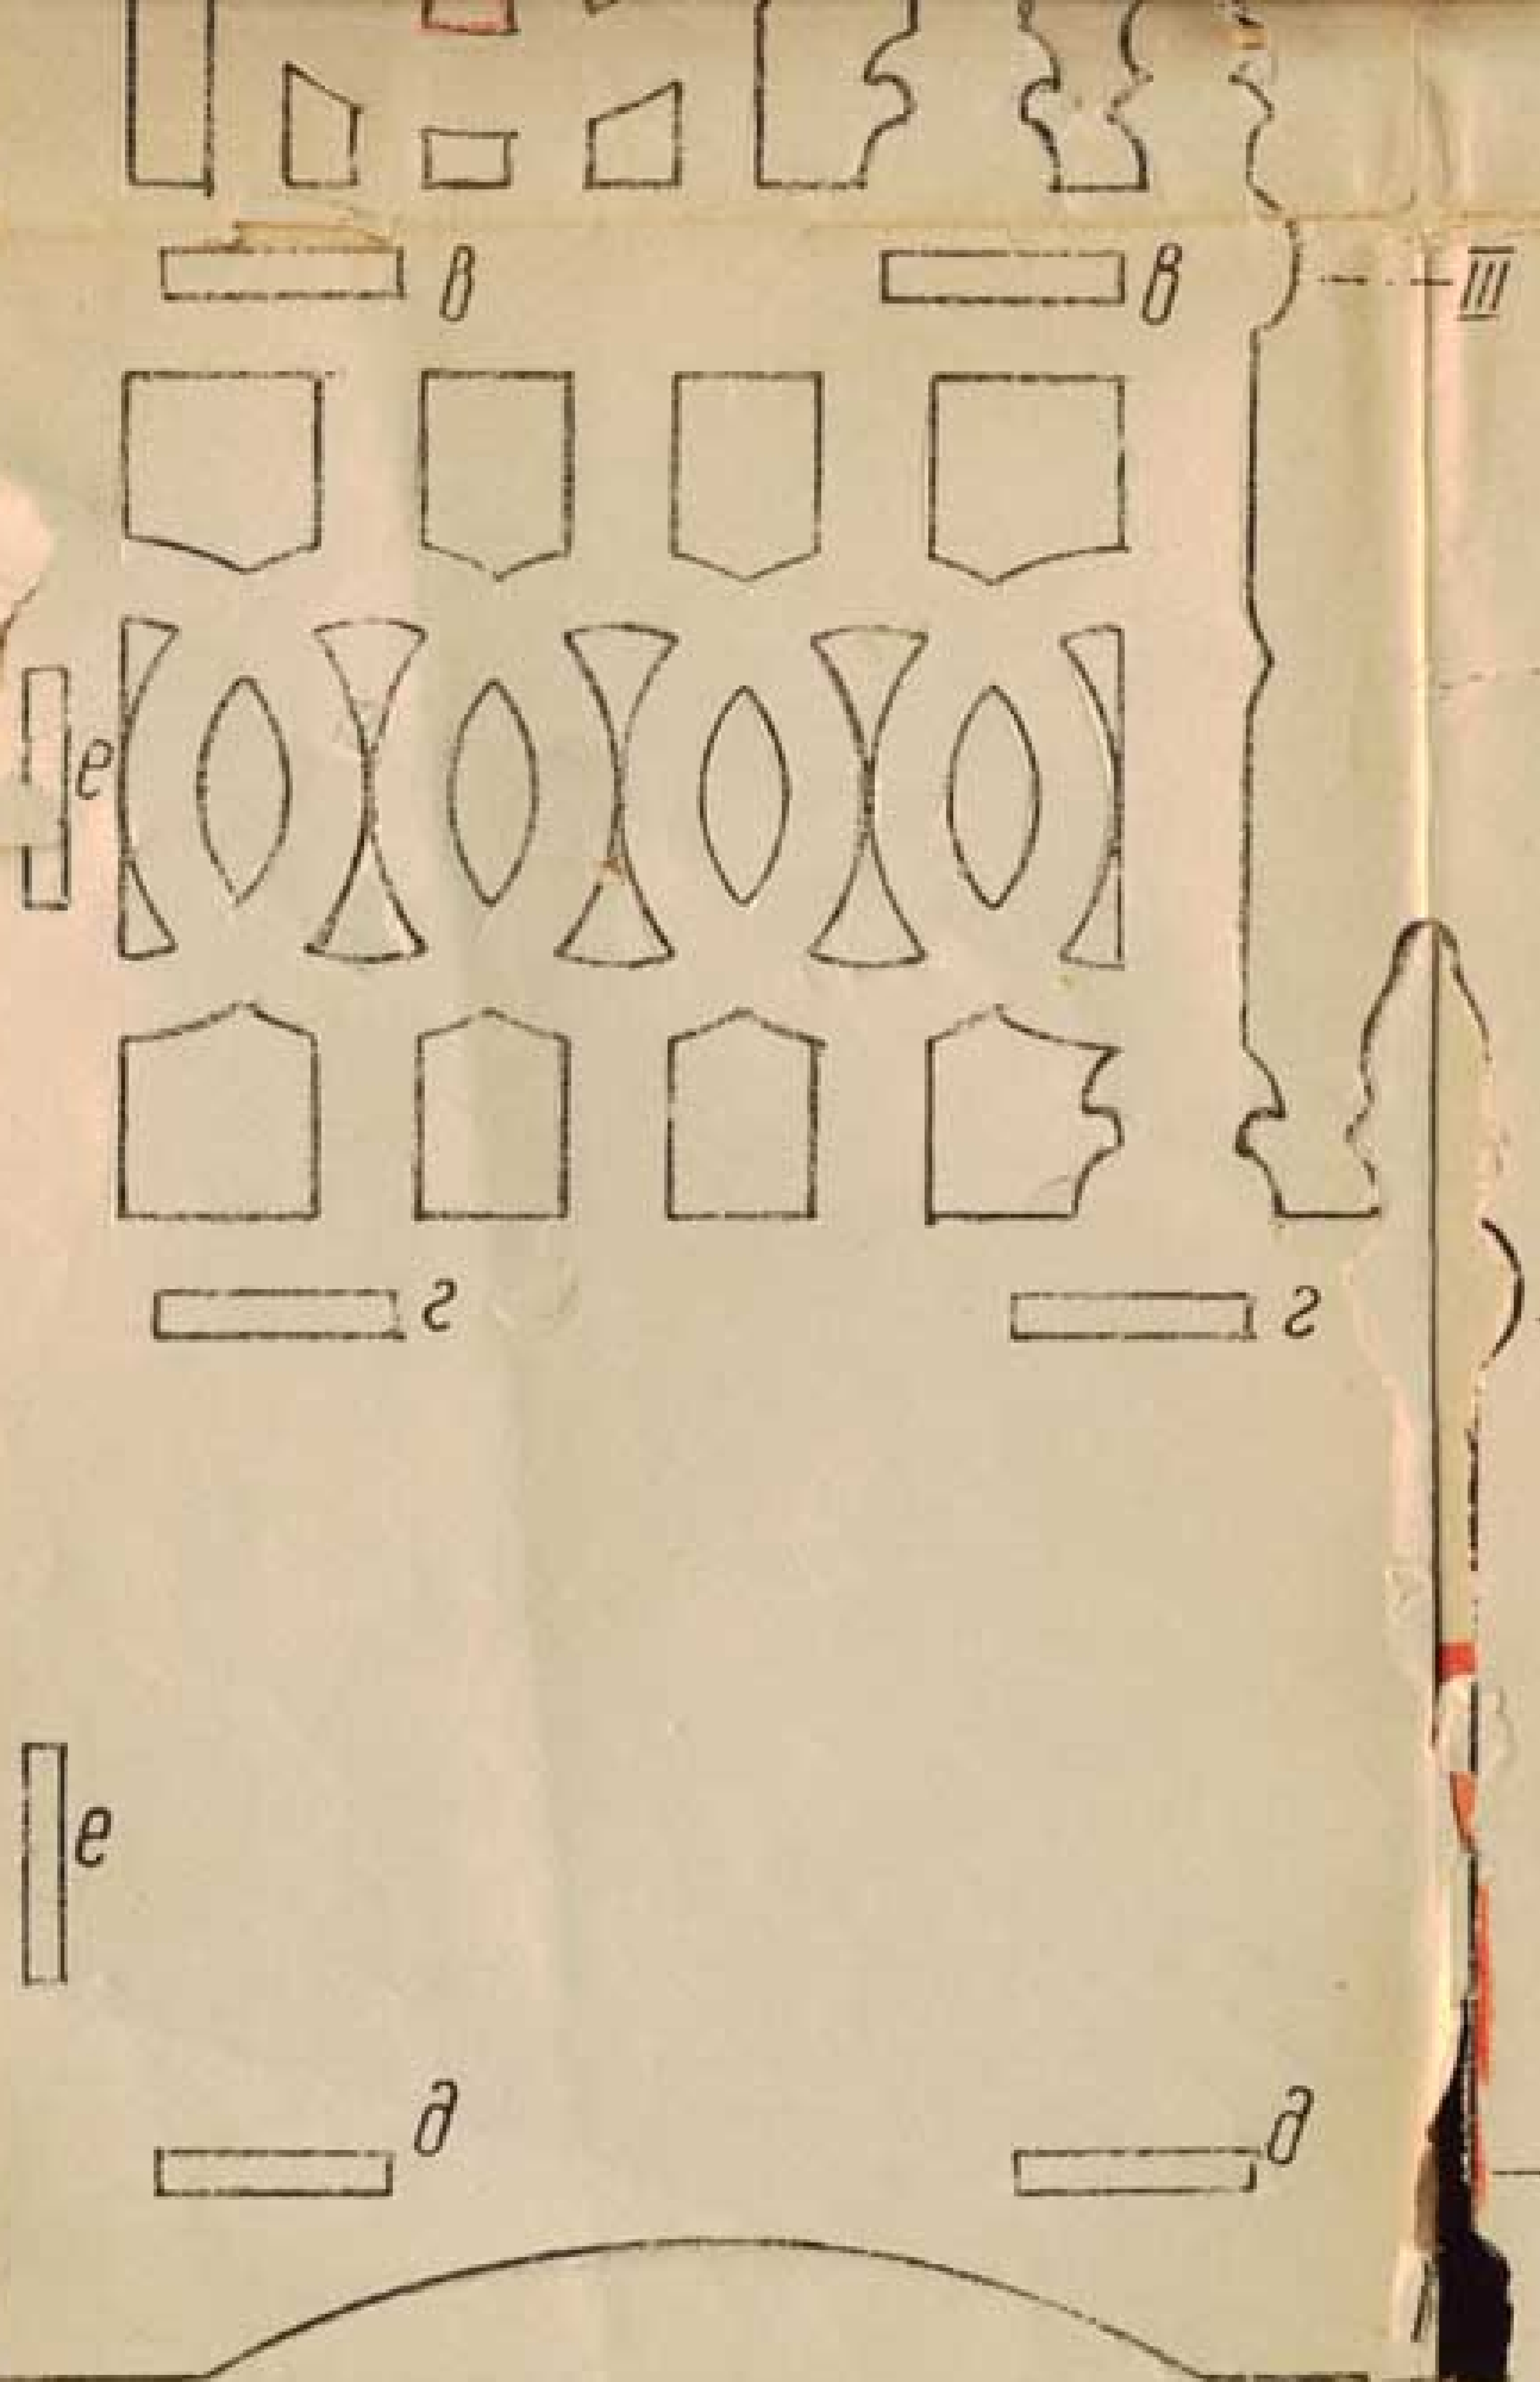 в в III
е
г г
е
д д